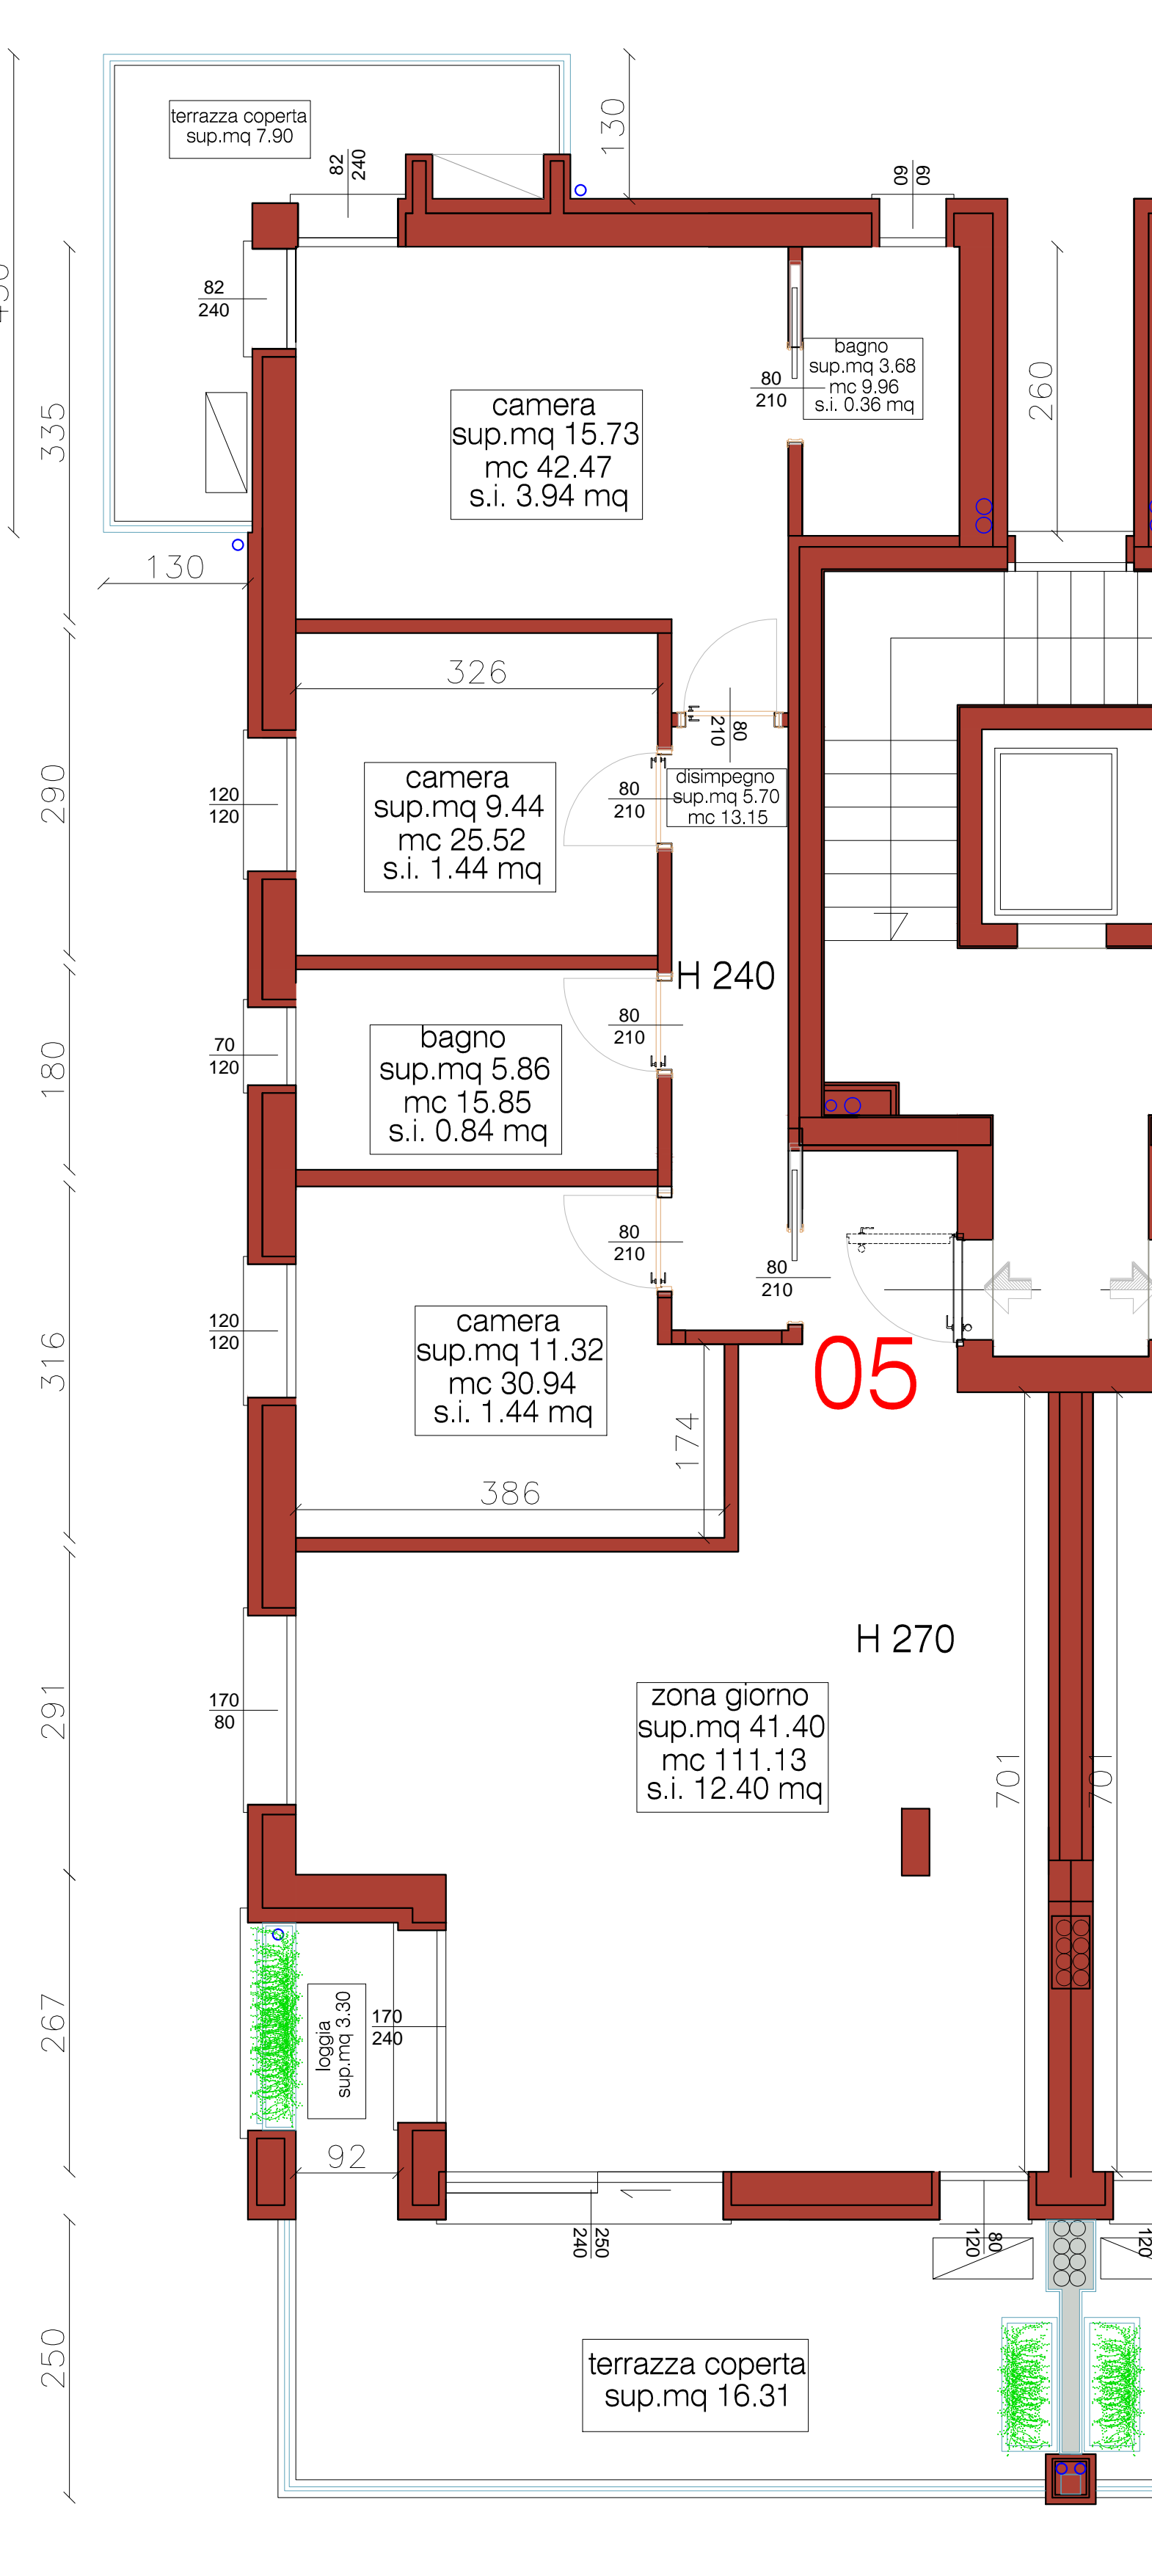 130
terrazza coperta
sup.mq 7.90
82
240
60
60
82
240
335
camera
sup.mq 15.73
mc 42.47
s.i. 3.94 mq
80
210
bagno
sup.mq 3.68
mc 9.96
s.i. 0.36 mq
260
130
326
80
210
290
120
120
camera
sup.mq 9.44
mc 25.52
s.i. 1.44 mq
80
210
disimpegno
sup.mq 5.70
mc 13.15
H 240
180
70
120
bagno
sup.mq 5.86
mc 15.85
s.i. 0.84 mq
80
210
80
210
80
210
316
120
120
camera
sup.mq 11.32
mc 30.94
s.i. 1.44 mq
05
174
386
H 270
291
170
80
zona giorno
sup.mq 41.40
mc 111.13
s.i. 12.40 mq
701
701
267
loggia
sup.mq 3.30
170
240
92
250
240
80
120
120
250
terrazza coperta
sup.mq 16.31